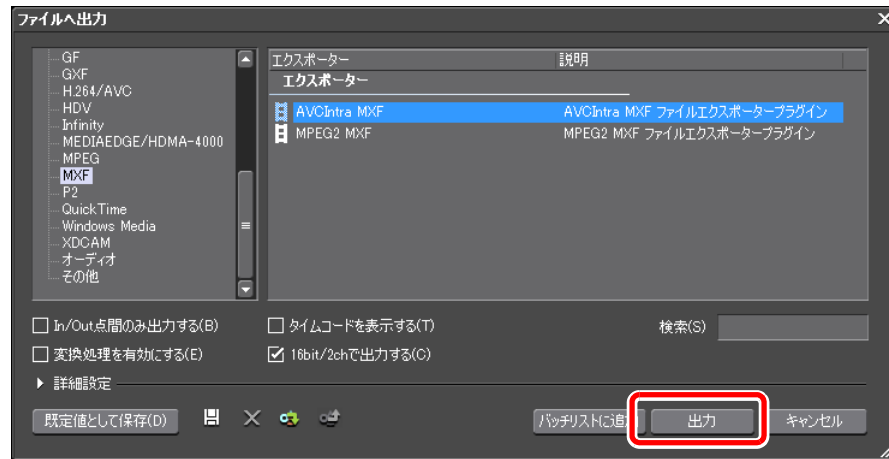 ファイルへ出力
GF
GXF
H.264/AVC
HDV
Infinity
MEDIAEDGE/HDMA-4000
MPEG
MXF
P2
QuickTime
Windows Media
XDCAM
オーディオ
その他
エクスポーター 説明
エクスポーター
AVCIntra MXF AVCIntra MXF ファイルエクスポータープラグイン
MPEG2 MXF MPEG2 MXF ファイルエクスポータープラグイン
In/Out点間のみ出力する(B) タイムコードを表示する(T) 検索(S)
変換処理を有効にする(E) 16bit/2chで出力する(C)
詳細設定
既定値として保存(D) バッチリストに追 出力 キャンセル